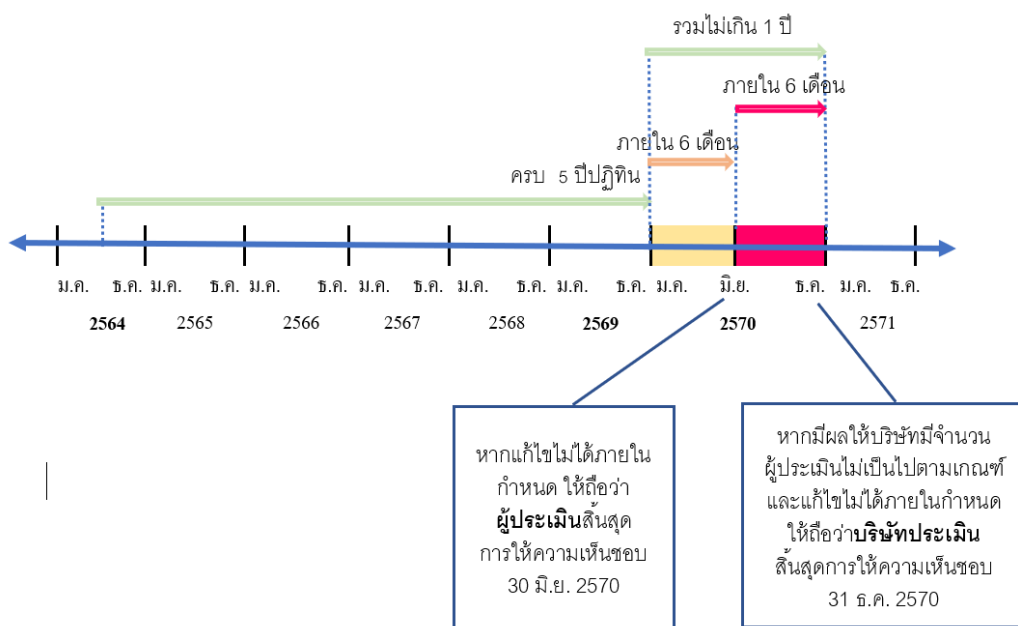 รวมไม่เกิน 1 ปี
ภายใน 6 เดือน
ภายใน 6 เดือน
ครบ 5 ปีปฏิทิน
ม.ค. ธ.ค. ม.ค. ธ.ค. ม.ค. ธ.ค. ม.ค. ธ.ค. ม.ค. ธ.ค. ม.ค. ธ.ค. ม.ค. มิ.ย. ธ.ค. ม.ค. ธ.ค.
2564 2565 2566 2567 2568 2569 2570 2571
หากแก้ไขไม่ได้ภายใน
กำหนด ให้ถือว่า
ผู้ประเมินสิ้นสุด
การให้ความเห็นชอบ
30 มิ.ย. 2570
หากมีผลให้บริษัทมีจำนวน
ผู้ประเมินไม่เป็นไปตามเกณฑ์
และแก้ไขไม่ได้ภายในกำหนด
ให้ถือว่าบริษัทประเมิน
สิ้นสุดการให้ความเห็นชอบ
31 ธ.ค. 2570